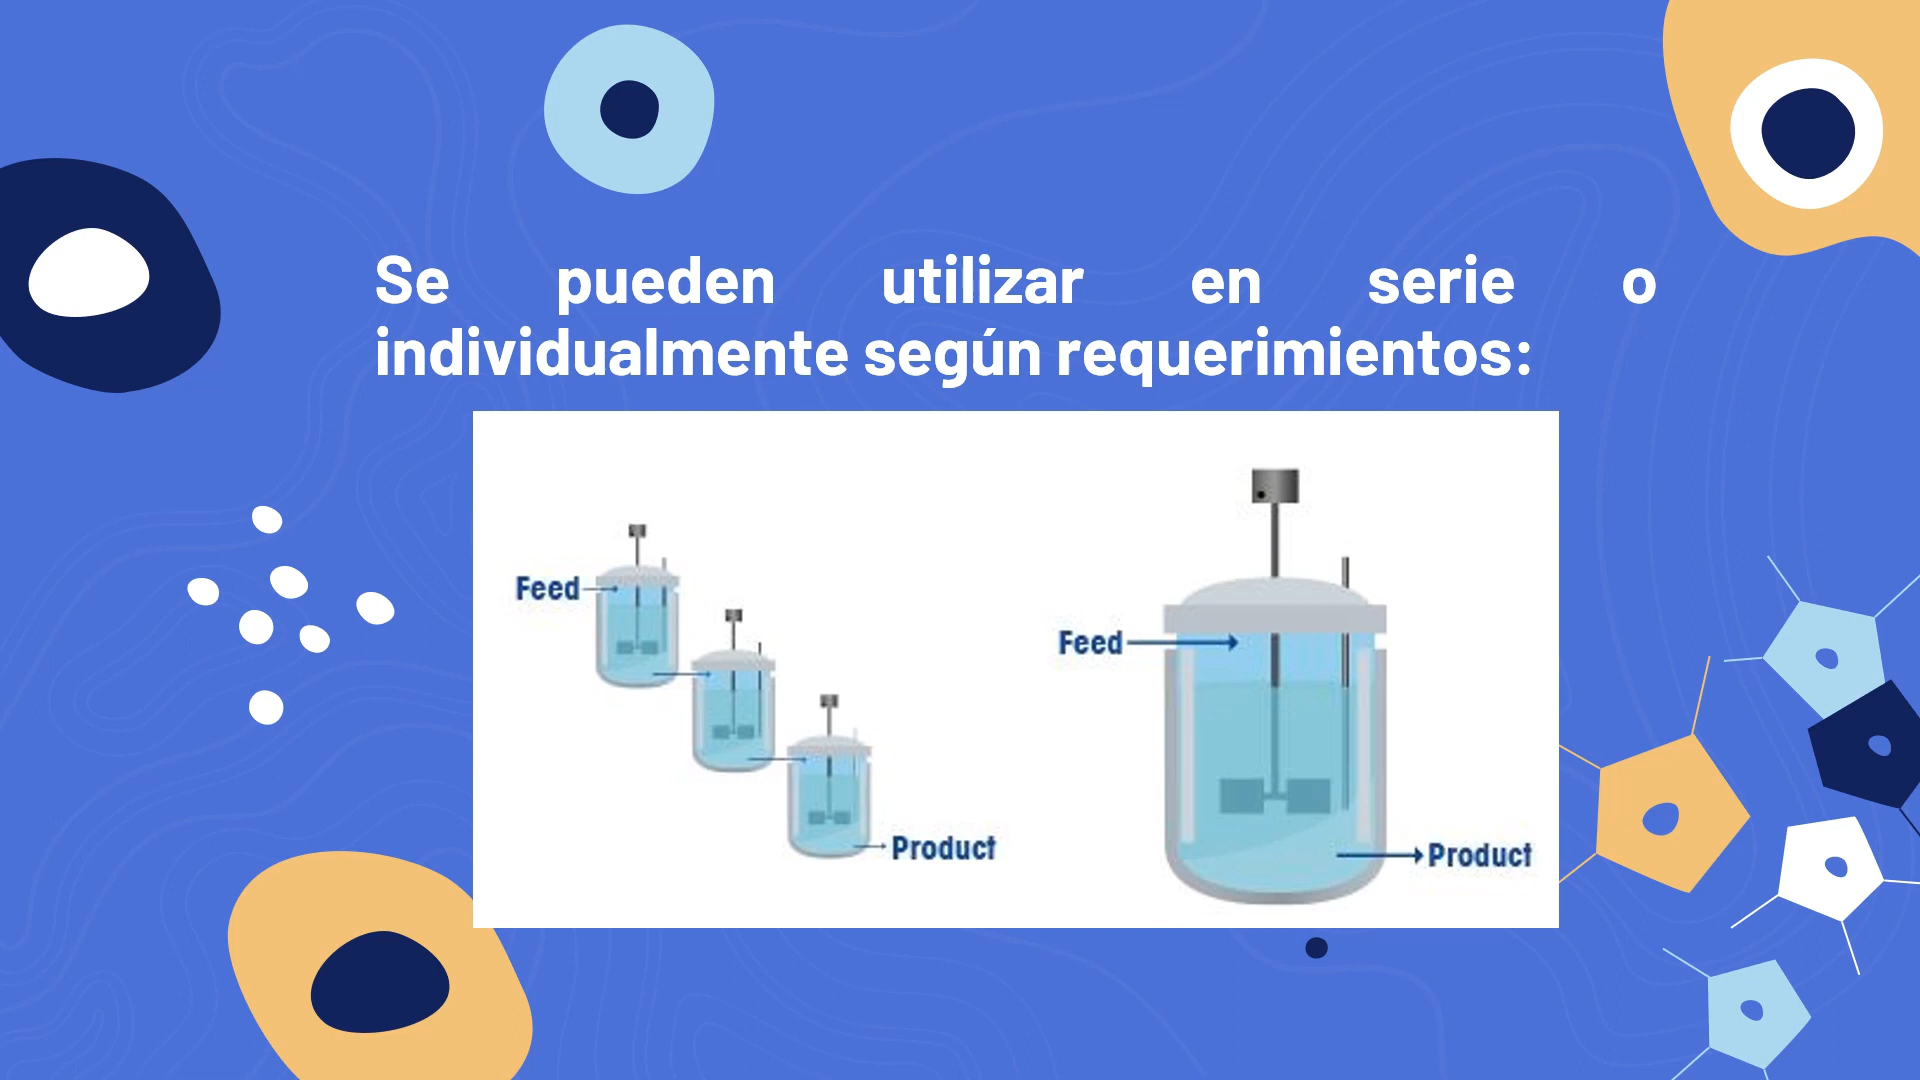 Se pueden utilizar en serie o
individualmente según requerimientos:
Feed
Product
Feed
Product